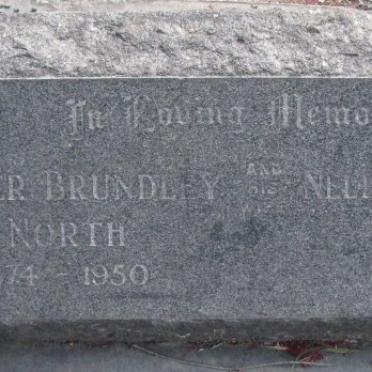 In Loving Memo
ER BRUNDLEY AND HIS NELL
NORTH
74 - 1950